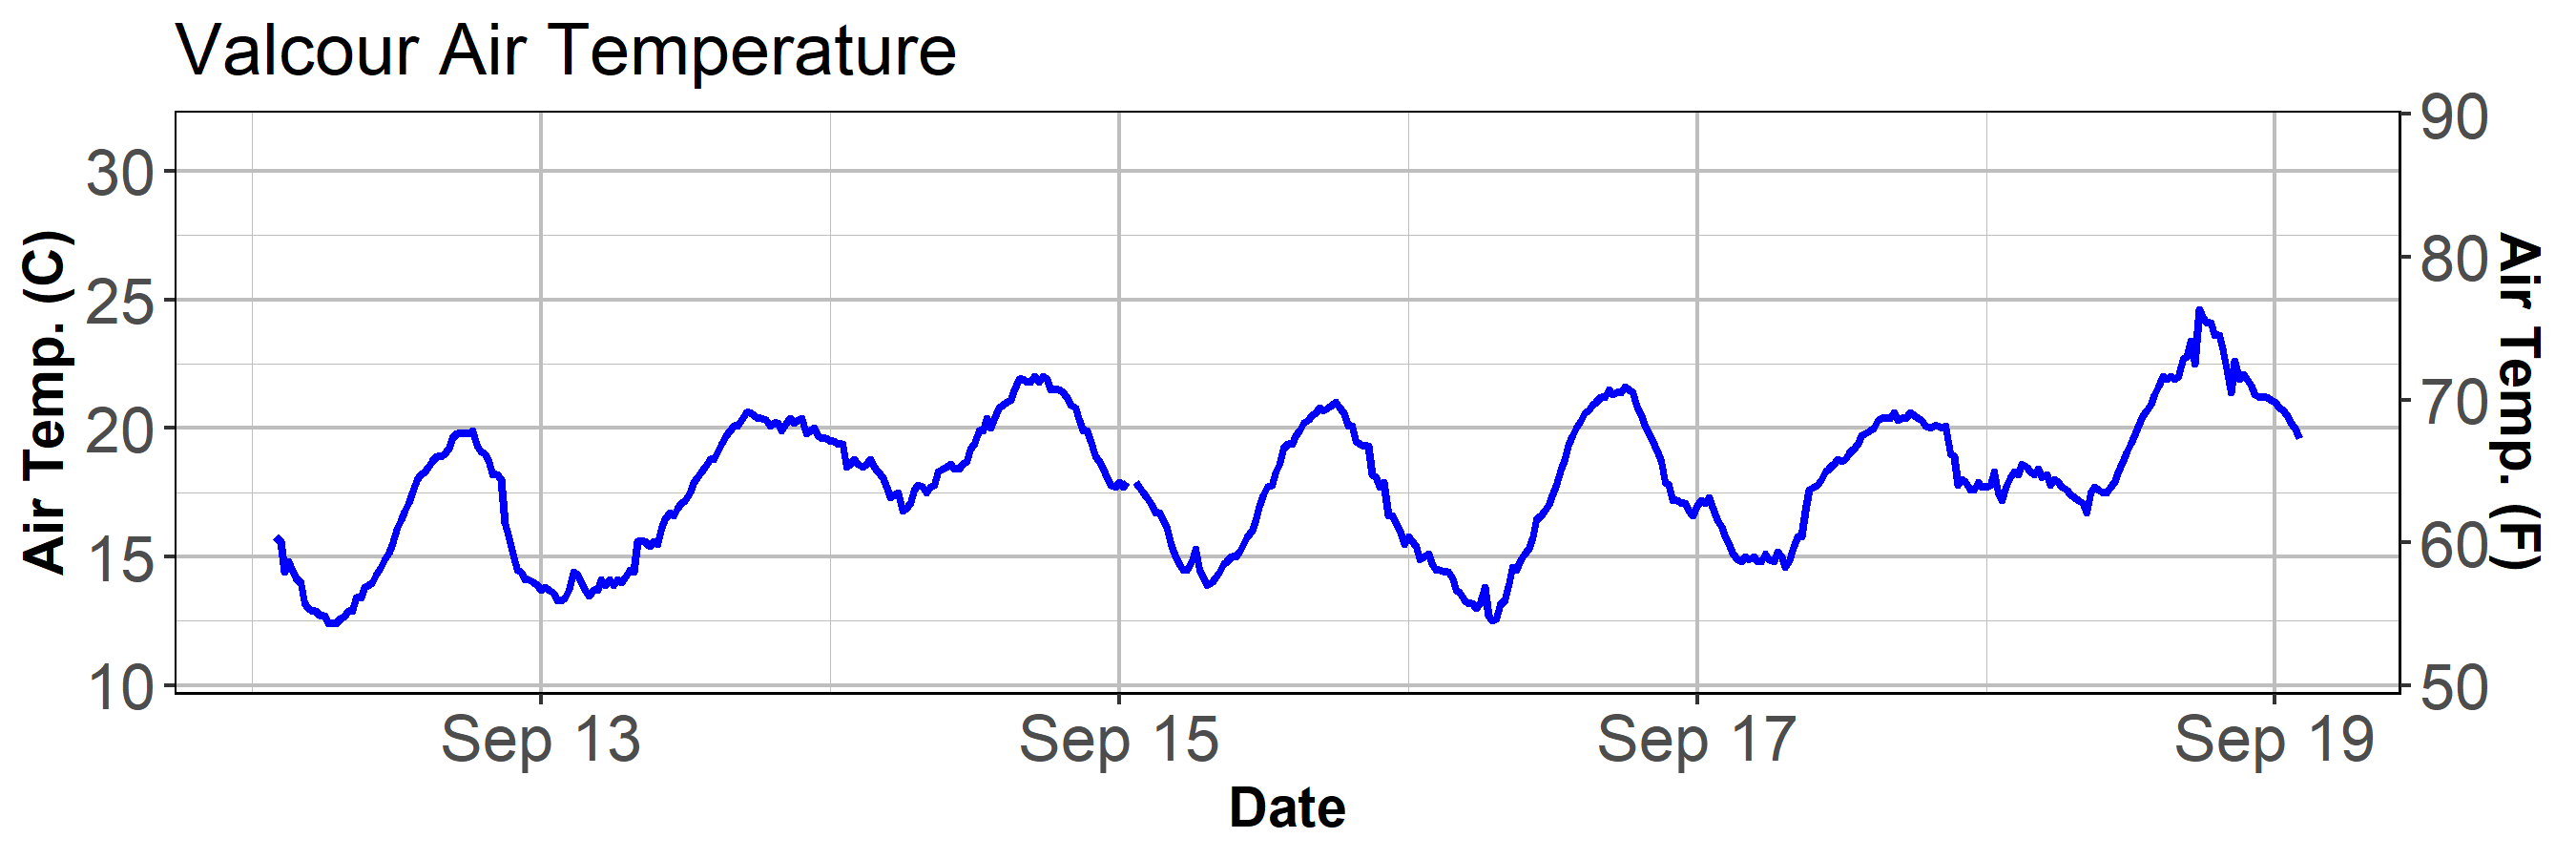 Valcour Air Temperature
Air Temp. (C)
30
25
20
15
10
90
80
70
60
50
Air Temp. (F)
Sep 13
Sep 15
Sep 17
Sep 19
Date